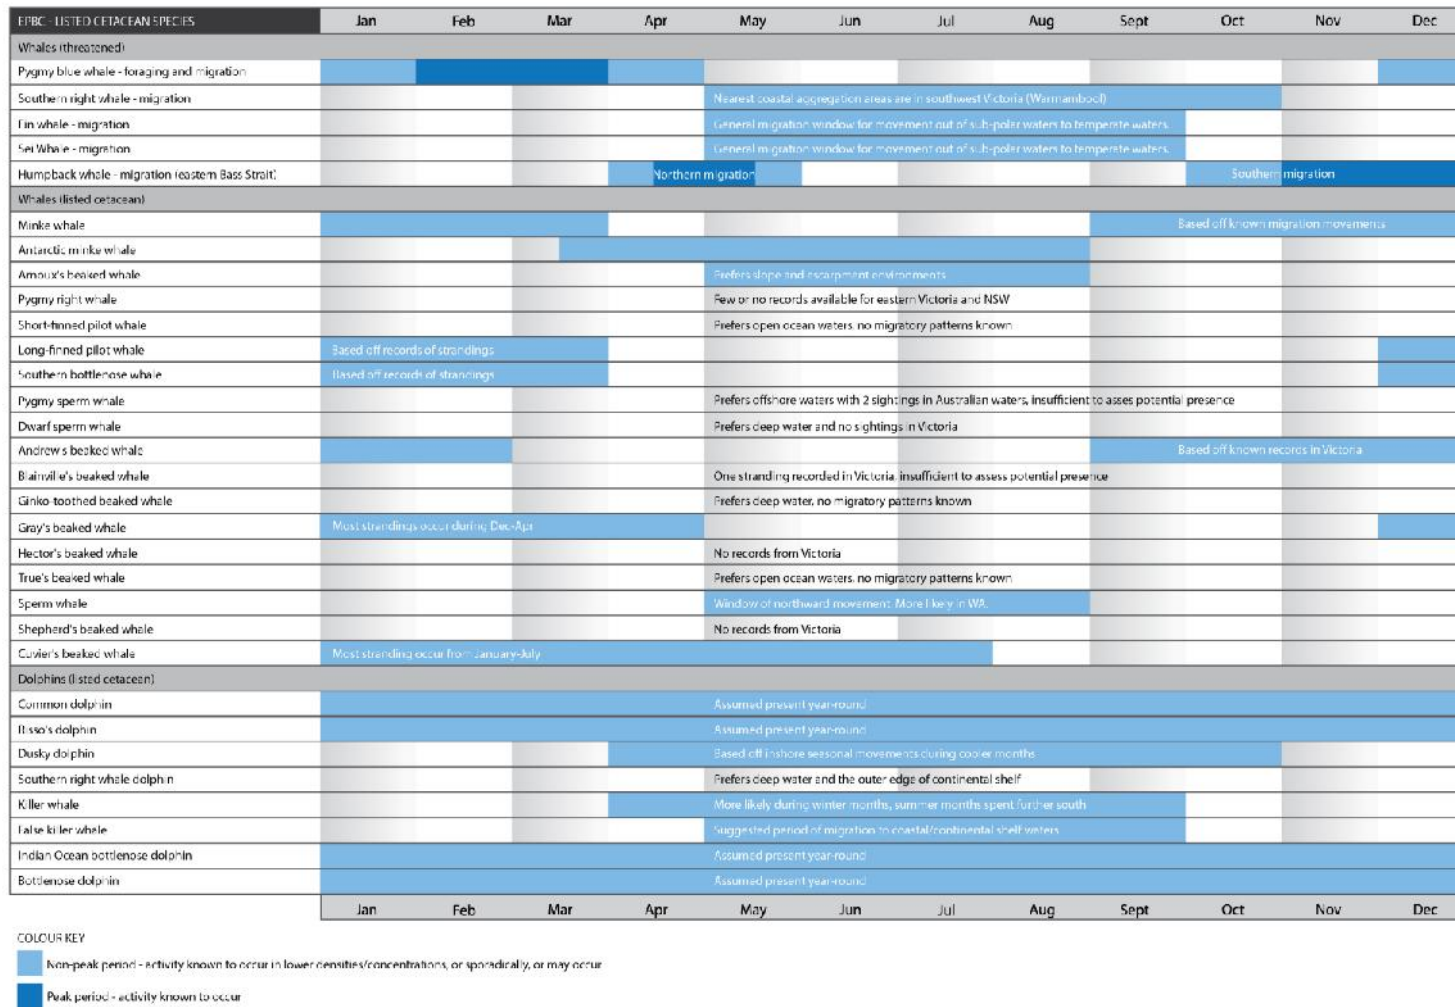 EPBC - LISTED CETACEAN SPECIES Jan Feb Mar Apr May Jun Jul Aug Sept Oct Nov Dec
Whales (threatened)
Pygmy blue whale - foraging and migration
Southern right whale - migration Nearest coastal aggregation areas are in southwest Victoria (Warrnambool)
Fin whale - migration General migration window for movement out of sub-polar waters to temperate waters.
Sei Whale - migration General migration window for movement out of sub-polar waters to temperate waters.
Humpback whale - migration (eastern Bass Strait) Northern migration Southern migration
Whales (listed cetacean)
Minke whale Based off known migration movements
Antarctic minke whale
Arnoux's beaked whale Prefers slope and escarpment environments
Pygmy right whale Few or no records available for eastern Victoria and NSW
Short-finned pilot whale Prefers open ocean waters, no migratory patterns known
Long-finned pilot whale Based off records of strandings
Southern bottlenose whale Based off records of strandings
Pygmy sperm whale Prefers offshore waters with 2 sightings in Australian waters, insufficient to asses potential presence
Dwarf sperm whale Prefers deep water and no sightings in Victoria
Andrew's beaked whale Based off known records in Victoria
Blainville's beaked whale One stranding recorded in Victoria, insufficient to assess potential presence
Ginko-toothed beaked whale Prefers deep water, no migratory patterns known
Gray's beaked whale Most strandings occur during Dec-Apr
Hector's beaked whale No records from Victoria
True's beaked whale Prefers open ocean waters, no migratory patterns known
Sperm whale Window of northward movement. More likely in WA.
Shepherd's beaked whale No records from Victoria
Cuvier's beaked whale Most stranding occur from January-July
Dolphins (listed cetacean)
Common dolphin Assumed present year-round
Risso's dolphin Assumed present year-round
Dusky dolphin Based off inshore seasonal movements during cooler months
Southern right whale dolphin Prefers deep water and the outer edge of continental shelf
Killer whale More likely during winter months, summer months spent further south
False killer whale Suggested period of migration to coastal/continental shelf waters
Indian Ocean bottlenose dolphin Assumed present year-round
Bottlenose dolphin Assumed present year-round
Jan Feb Mar Apr May Jun Jul Aug Sept Oct Nov Dec
COLOUR KEY
Non-peak period - activity known to occur in lower densities/concentrations, or sporadically, or may occur
Peak period - activity known to occur